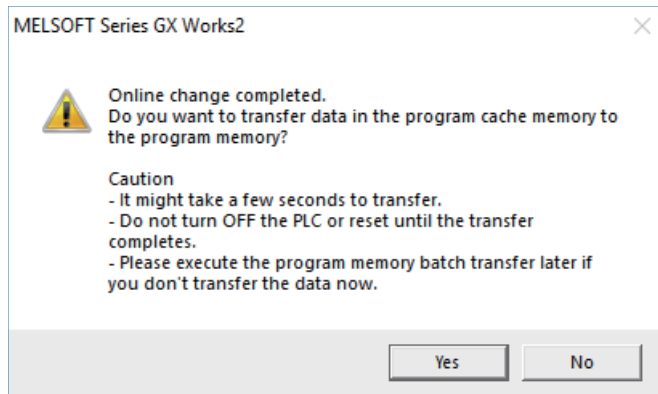 MELSOFT Series GX Works2
Online change completed.
Do you want to transfer data in the program cache memory to
the program memory?
Caution
- It might take a few seconds to transfer.
- Do not turn OFF the PLC or reset until the transfer
completes.
- Please execute the program memory batch transfer later if
you don't transfer the data now.
Yes
No